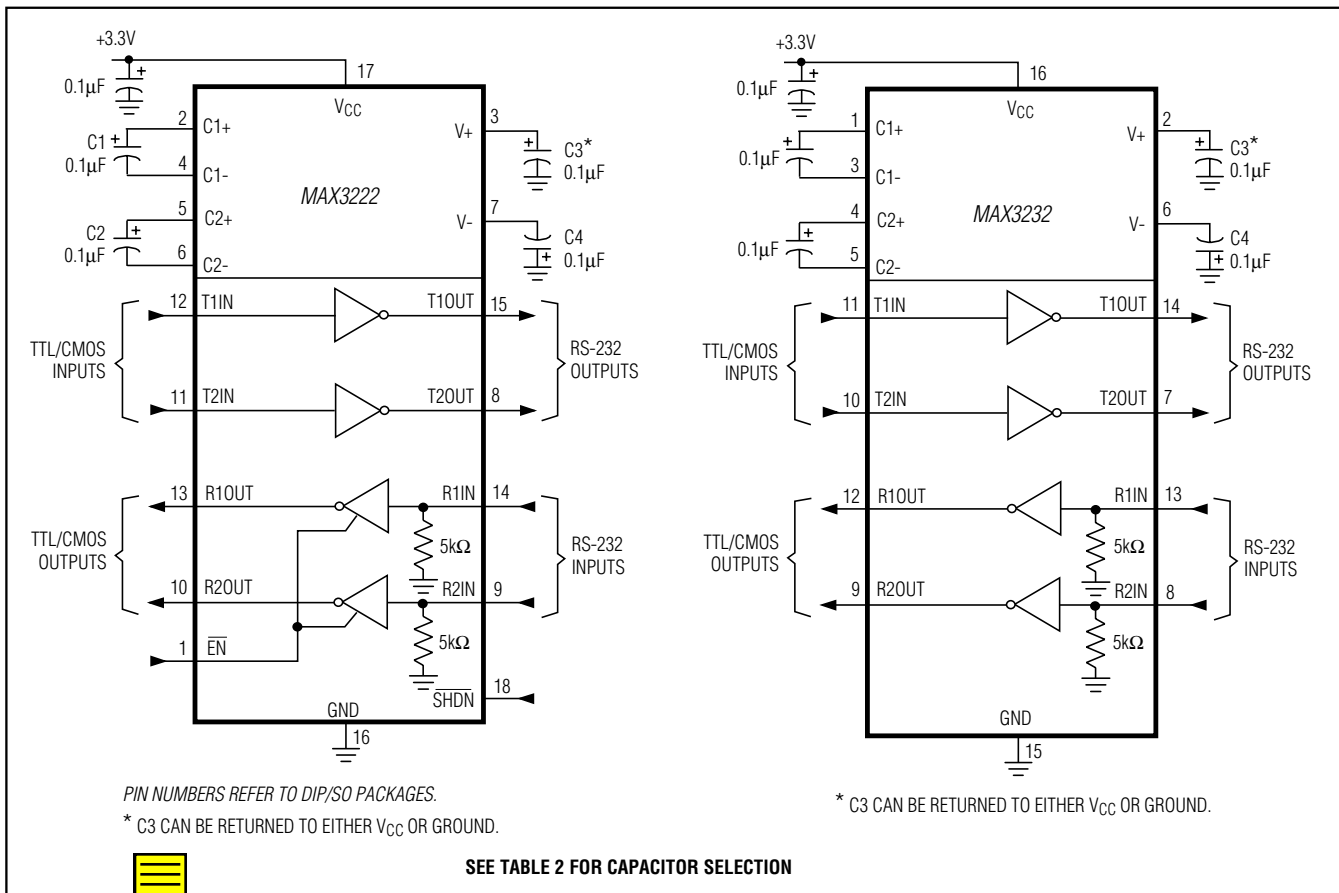 +3.3V
17
0.1μF
+
VCC
2
C1+
V+
3
C1
+
0.1μF
+
C3*
0.1μF
4
C1-
MAX3222
5
C2+
V-
7
C2
+
0.1μF
C4
+
0.1μF
6
C2-
12
T1IN
T1OUT
15
TTL/CMOS
INPUTS
RS-232
OUTPUTS
11
T2IN
T2OUT
8
13
R1OUT
R1IN
14
TTL/CMOS
OUTPUTS
5kΩ
RS-232
INPUTS
10
R2OUT
R2IN
9
5kΩ
1
EN
SHDN
18
GND
16
PIN NUMBERS REFER TO DIP/SO PACKAGES.
* C3 CAN BE RETURNED TO EITHER VCC OR GROUND.
+3.3V
16
0.1μF
+
VCC
1
C1+
V+
2
+
0.1μF
+
C3*
0.1μF
3
C1-
MAX3232
4
C2+
V-
6
+
0.1μF
C4
+
0.1μF
5
C2-
11
T1IN
T1OUT
14
TTL/CMOS
INPUTS
RS-232
OUTPUTS
10
T2IN
T2OUT
7
12
R1OUT
R1IN
13
TTL/CMOS
OUTPUTS
5kΩ
RS-232
INPUTS
9
R2OUT
R2IN
8
5kΩ
GND
15
* C3 CAN BE RETURNED TO EITHER VCC OR GROUND.
SEE TABLE 2 FOR CAPACITOR SELECTION